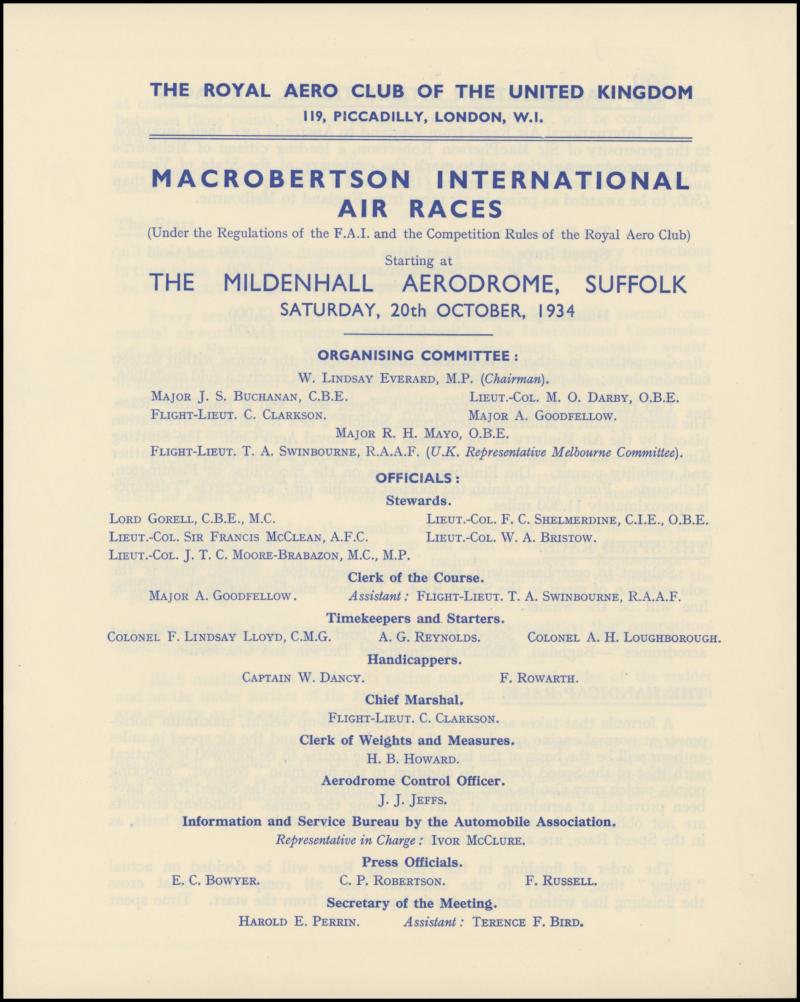 THE ROYAL AERO CLUB OF THE UNITED KINGDOM
119, PICCADILLY, LONDON, W.1.
MACROBERTSON INTERNATIONAL
AIR RACES
(Under the Regulations of the F.A.I. and the Competition Rules of the Royal Aero Club)
Starting at
THE MILDENHALL AERODROME, SUFFOLK
SATURDAY, 20th OCTOBER, 1934
ORGANISING COMMITTEE :
W. LINDSAY EVERARD, M.P. (Chairman).
MAJOR J. S. BUCHANAN, C.B.E. LIEUT.-COL. M. O. DARBY, O.B.E.
FLIGHT-LIEUT. C. CLARKSON. MAJOR A. GOODFELLOW.
MAJOR R. H. MAYO, O.B.E.
FLIGHT-LIEUT. T. A. SWINBOURNE, R.A.A.F. (U.K. Representative Melbourne Committee).
OFFICIALS :
Stewards.
LORD GORELL, C.B.E., M.C. LIEUT.-COL. F. C. SHELMERDINE, C.I.E., O.B.E.
LIEUT.-COL. SIR FRANCIS MCCLEAN, A.F.C. LIEUT.-COL. W. A. BRISTOW.
LIEUT.-COL. J. T. C. MOORE-BRABAZON, M.C., M.P.
Clerk of the Course.
MAJOR A. GOODFELLOW. Assistant : FLIGHT-LIEUT. T. A. SWINBOURNE, R.A.A.F.
Timekeepers and Starters.
COLONEL F. LINDSAY LLOYD, C.M.G. A. G. REYNOLDS. COLONEL A. H. LOUGHBOROUGH.
Handicappers.
CAPTAIN W. DANCY. F. ROWARTH.
Chief Marshal.
FLIGHT-LIEUT. C. CLARKSON.
Clerk of Weights and Measures.
H. B. HOWARD.
Aerodrome Control Officer.
J. J. JEFFS.
Information and Service Bureau by the Automobile Association.
Representative in Charge : IVOR MCCLURE.
Press Officials.
E. C. BOWYER. C. P. ROBERTSON. F. RUSSELL.
Secretary of the Meeting.
HAROLD E. PERRIN. Assistant : TERENCE F. BIRD.